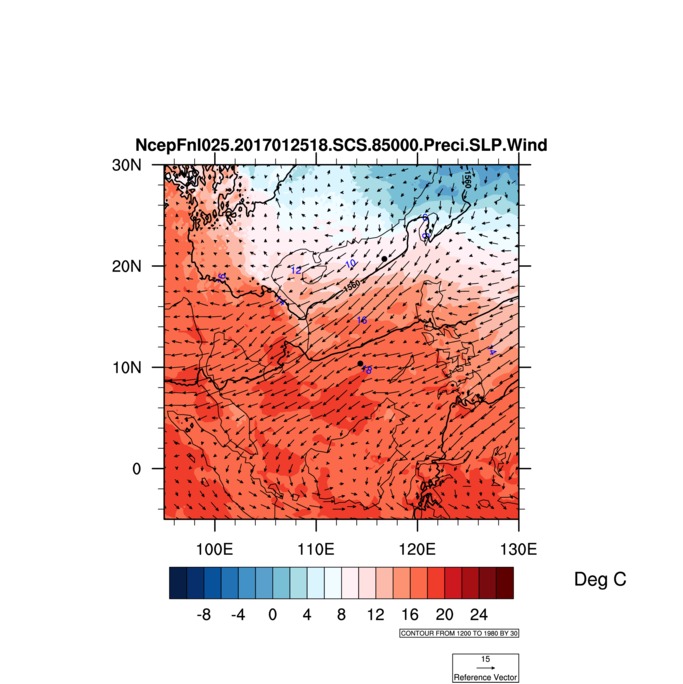 NcepFnl025.2017012518.SCS.85000.Preci.SLP.Wind
30N
1560
20N
12
10
1560
16
10N
18
0
100E
110E
120E
130E
-8 -4 0 4 8 12 16 20 24
Deg C
CONTOUR FROM 1200 TO 1980 BY 30
15
Reference Vector